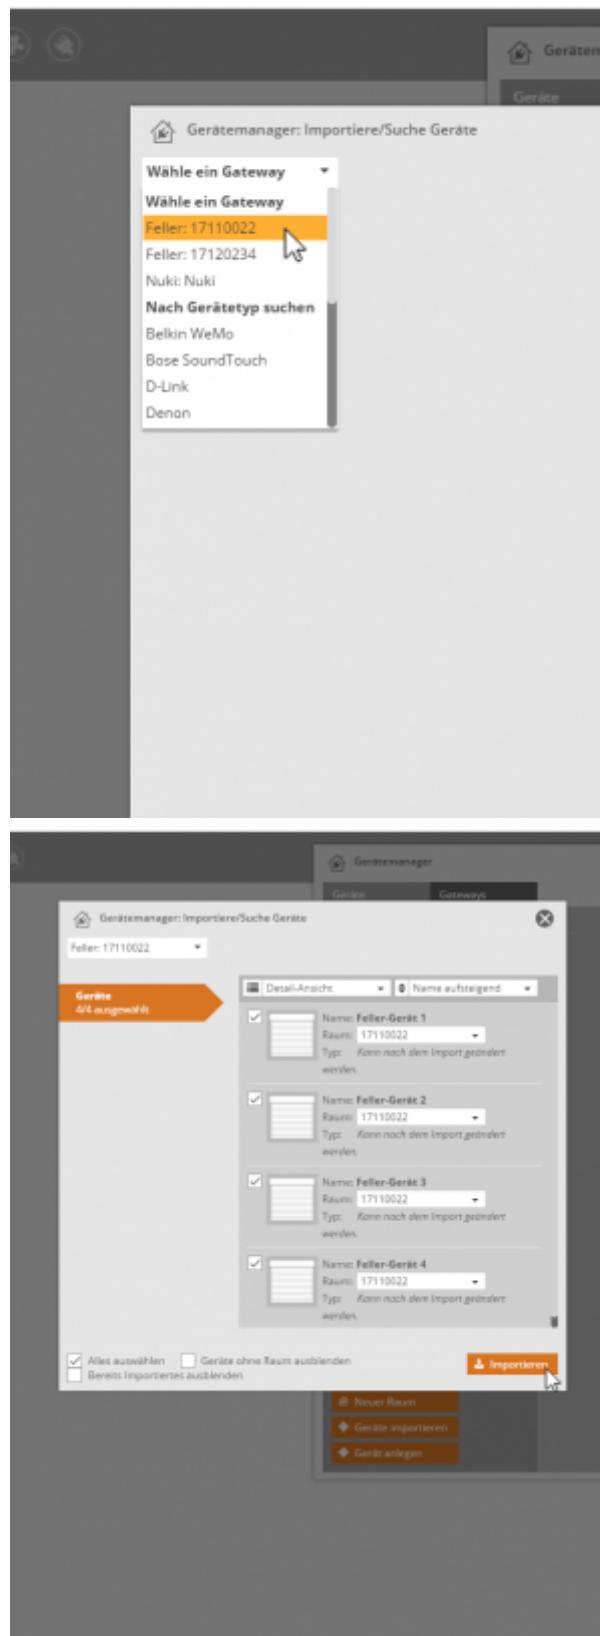 Gerätem
Geräte
Gerätemanager: Importiere/Suche Geräte
Wähle ein Gateway
Wähle ein Gateway
Feller: 17110022
Feller: 17120234
Nuki: Nuki
Nach Gerätetyp suchen
Belkin WeMo
Bose SoundTouch
D-Link
Denon
Gerätemanager
Geräte Gateways
Gerätemanager: Importiere/Suche Geräte
Feller: 17110022
Geräte
4/4 ausgewählt
Detail-Ansicht Name aufsteigend
Name: Feller-Gerät 1
Raum: 17110022
Typ: Kann nach dem Import geändert
werden.
Name: Feller-Gerät 2
Raum: 17110022
Typ: Kann nach dem Import geändert
werden.
Name: Feller-Gerät 3
Raum: 17110022
Typ: Kann nach dem Import geändert
werden.
Name: Feller-Gerät 4
Raum: 17110022
Typ: Kann nach dem Import geändert
werden.
Alles auswählen Geräte ohne Raum ausblenden
Bereits Importiertes ausblenden
Importieren
Neuer Raum
Geräte importieren
Gerät anlegen